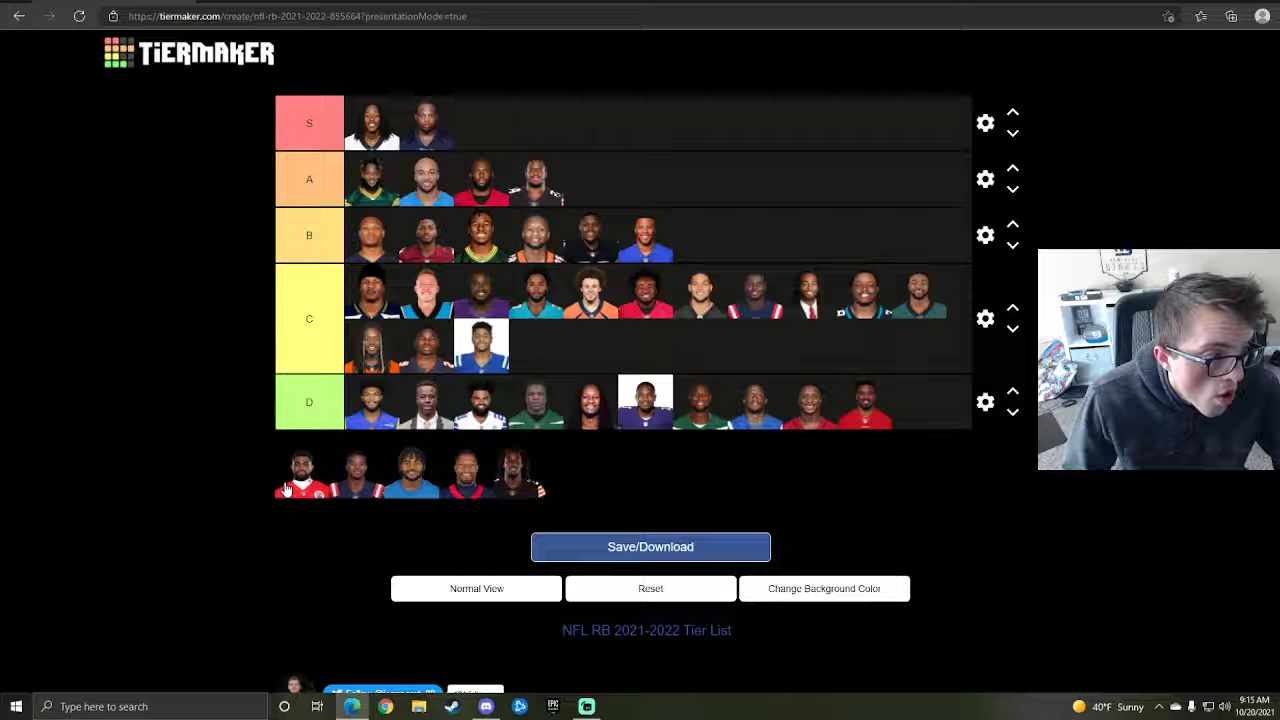 https://tiermaker.com/create/nfl-rb-2021-2022-855664?presentationMode=true
TiERMAKER
S
A
B
C
D
Save/Download
Normal View
Reset
Change Background Color
NFL RB 2021-2022 Tier List
Type here to search
EPIC
40°F Sunny
9:15 AM
10/20/2021